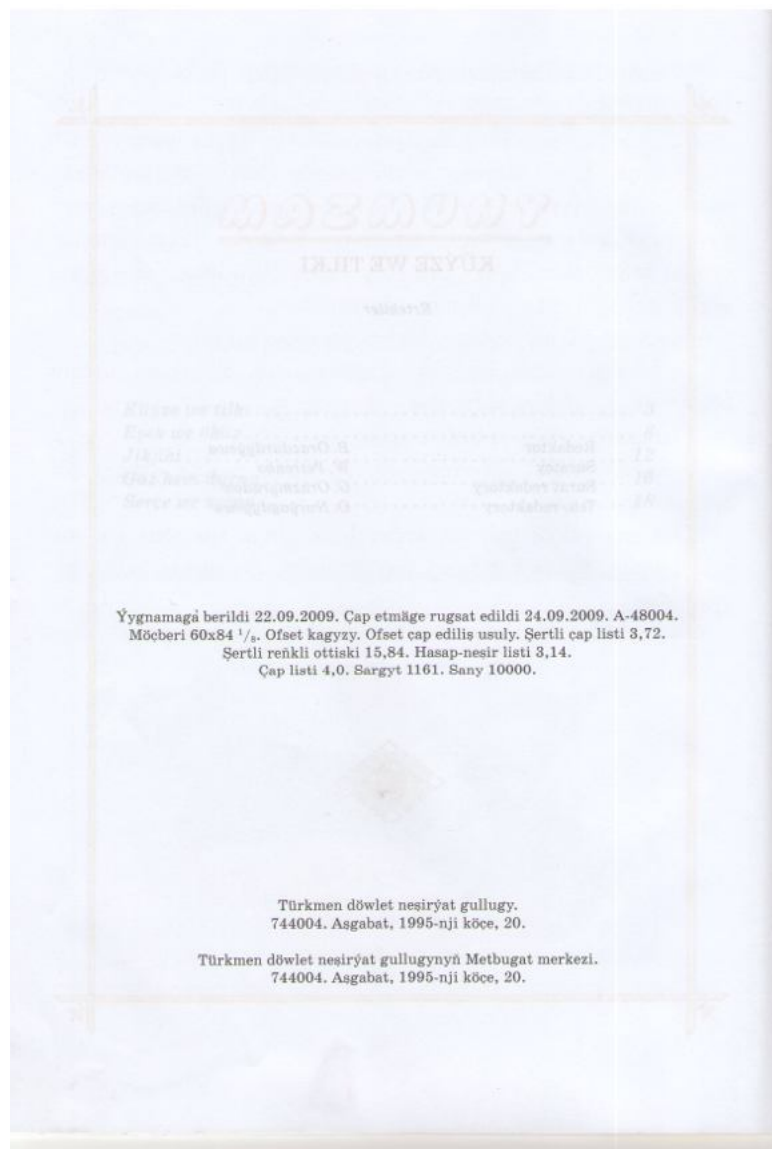 Ýygnamaga berildi 22.09.2009. Çap etmäge rugsat edildi 24.09.2009. A-48004.
Möçberi 60x84 ¹/₈. Ofset kagyzy. Ofset çap ediliş usuly. Şertli çap listi 3,72.
Şertli reňkli ottiski 15,84. Hasap-neşir listi 3,14.
Çap listi 4,0. Sargyt 1161. Sany 10000.
Türkmen döwlet neşirýat gullugy.
744004. Aşgabat, 1995-nji köçe, 20.
Türkmen döwlet neşirýat gullugynyň Metbugat merkezi.
744004. Aşgabat, 1995-nji köçe, 20.